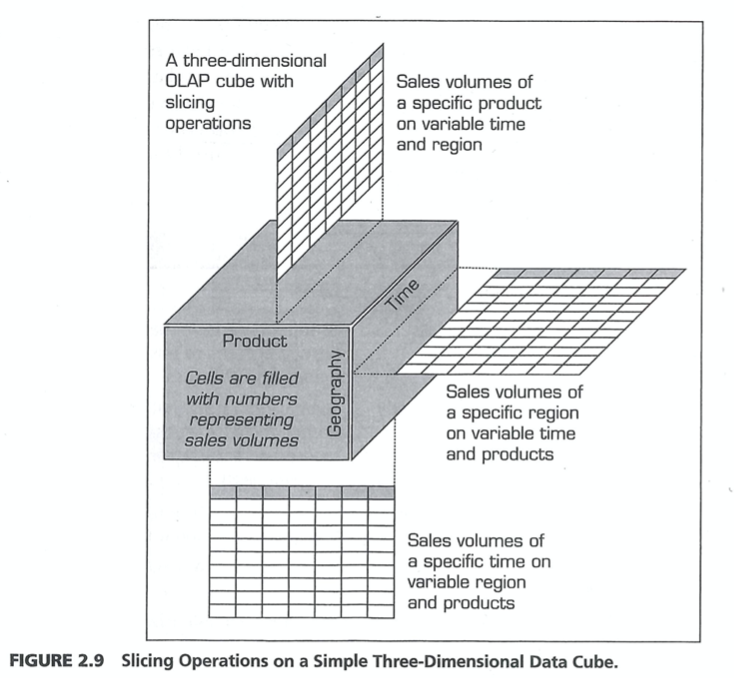 A three-dimensional
OLAP cube with
slicing
operations
Sales volumes of
a specific product
on variable time
and region
Product
Cells are filled
with numbers
representing
sales volumes
Geography
Time
Sales volumes of
a specific region
on variable time
and products
Sales volumes of
a specific time on
variable region
and products
FIGURE 2.9 Slicing Operations on a Simple Three-Dimensional Data Cube.